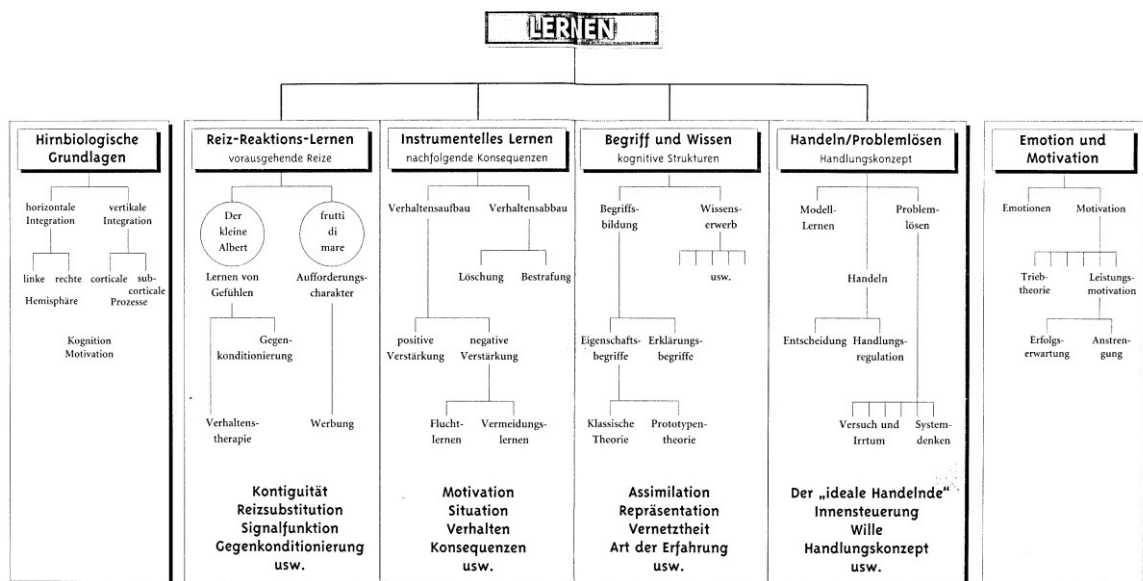 LERNEN
Hirnbiologische
Grundlagen
horizontale
Integration
vertikale
Integration
linke
rechte
corticale
sub-
corticale
Hemisphäre
Prozesse
Kognition
Motivation
Reiz-Reaktions-Lernen
vorausgehende Reize
Der
kleine
Albert
frutti
di
mare
Lernen von
Gefühlen
Aufforderungs-
charakter
Gegen-
konditionierung
Verhaltens-
therapie
Werbung
Kontiguität
Reizsubstitution
Signalfunktion
Gegenkonditionierung
usw.
Instrumentelles Lernen
nachfolgende Konsequenzen
Verhaltensaufbau
Verhaltensabbau
Löschung
Bestrafung
positive
Verstärkung
negative
Verstärkung
Flucht-
lernen
Vermeidungs-
lernen
Motivation
Situation
Verhalten
Konsequenzen
usw.
Begriff und Wissen
kognitive Strukturen
Begriffs-
bildung
Wissens-
erwerb
usw.
Eigenschafts-
begriffe
Erklärungs-
begriffe
Klassische
Theorie
Prototypen-
theorie
Assimilation
Repräsentation
Vernetztheit
Art der Erfahrung
usw.
Handeln/Problemlösen
Handlungskonzept
Modell-
Lernen
Problem-
lösen
Handeln
Entscheidung
Handlungs-
regulation
Versuch und
Irrtum
System-
denken
Der „ideale Handelnde“
Innensteuerung
Wille
Handlungskonzept
usw.
Emotion und
Motivation
Emotionen
Motivation
Trieb-
theorie
Leistungs-
motivation
Erfolgs-
erwartung
Anstren-
gung